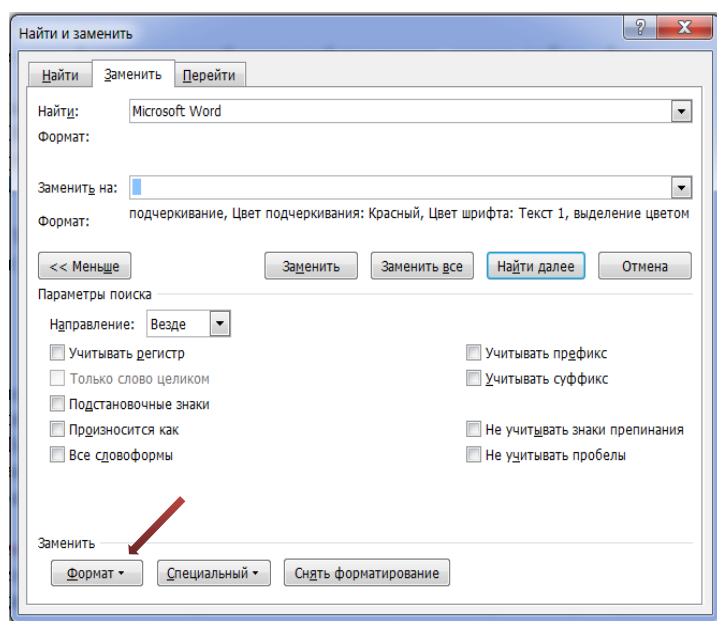 Найти и заменить
Найти Заменить Перейти
Найти: Microsoft Word
Формат:
Заменить на:
Формат: подчеркивание, Цвет подчеркивания: Красный, Цвет шрифта: Текст 1, выделение цветом
<< Меньше Заменить Заменить все Найти далее Отмена
Параметры поиска
Направление: Везде
Учитывать регистр Учитывать префикс
Только слово целиком Учитывать суффикс
Подстановочные знаки
Произносится как Не учитывать знаки препинания
Все словоформы Не учитывать пробелы
Заменить
Формат Специальный Снять форматирование